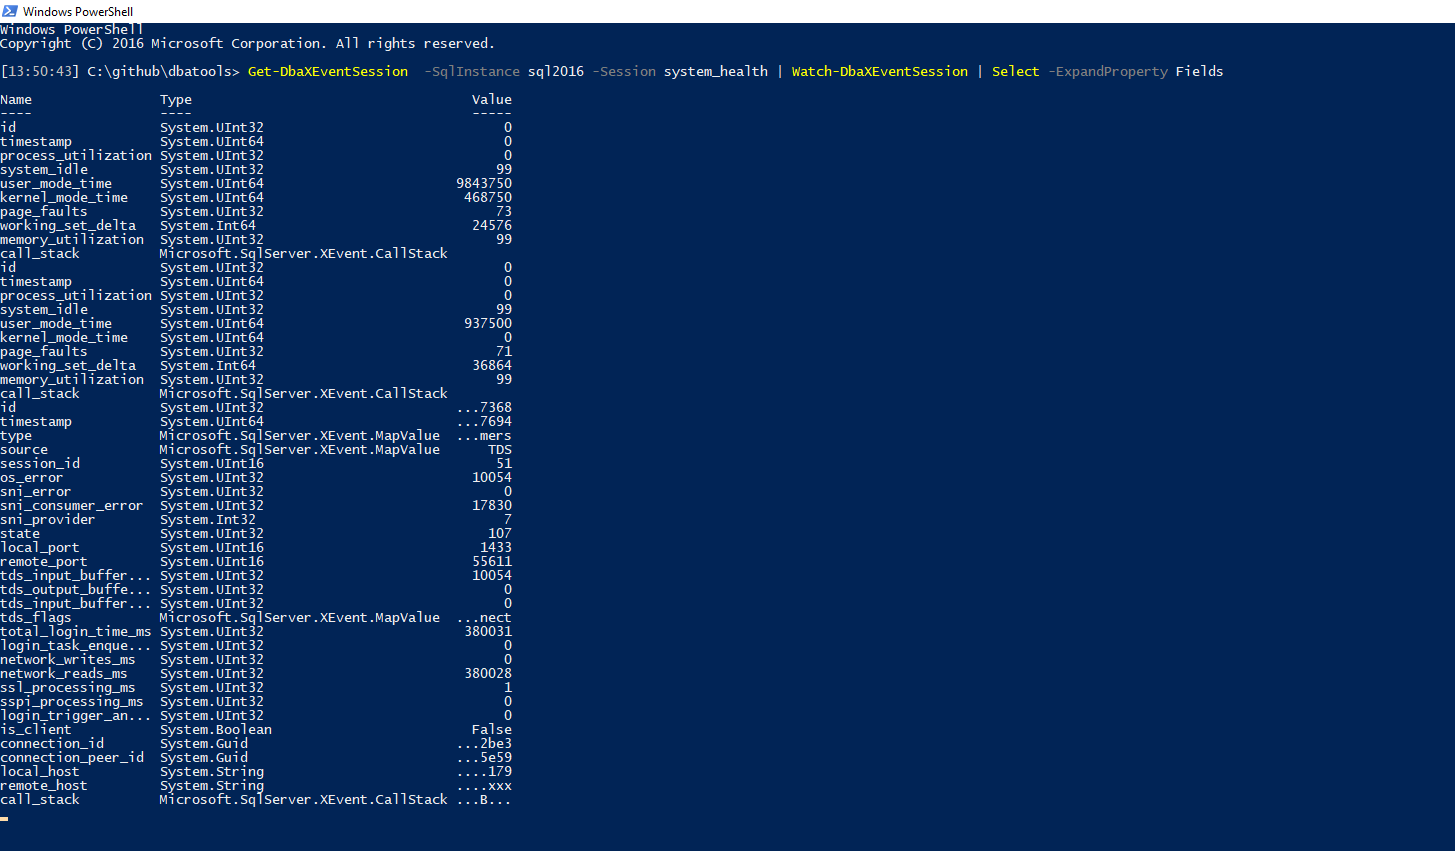 Windows PowerShell
Windows PowerShell
Copyright (C) 2016 Microsoft Corporation. All rights reserved.
[13:50:43] C:\github\dbatools> Get-DbaXEventSession  -SqlInstance sql2016 -Session system_health | Watch-DbaXEventSession | Select -ExpandProperty Fields
Name                Type                                   Value
----                ----                                   -----
id                  System.UInt32                              0
timestamp           System.UInt64                              0
process_utilization System.UInt32                              0
system_idle         System.UInt32                             99
user_mode_time      System.UInt64                        9843750
kernel_mode_time    System.UInt64                         468750
page_faults         System.UInt32                             73
working_set_delta   System.Int64                           24576
memory_utilization  System.UInt32                             99
call_stack          Microsoft.SqlServer.XEvent.CallStack
id                  System.UInt32                              0
timestamp           System.UInt64                              0
process_utilization System.UInt32                              0
system_idle         System.UInt32                             99
user_mode_time      System.UInt64                         937500
kernel_mode_time    System.UInt64                              0
page_faults         System.UInt32                             71
working_set_delta   System.Int64                           36864
memory_utilization  System.UInt32                             99
call_stack          Microsoft.SqlServer.XEvent.CallStack
id                  System.UInt32                        ...7368
timestamp           System.UInt64                        ...7694
type                Microsoft.SqlServer.XEvent.MapValue  ...mers
source              Microsoft.SqlServer.XEvent.MapValue      TDS
session_id          System.UInt16                             51
os_error            System.UInt32                          10054
sni_error           System.UInt32                              0
sni_consumer_error  System.UInt32                          17830
sni_provider        System.Int32                               7
state               System.UInt32                            107
local_port          System.UInt16                           1433
remote_port         System.UInt16                          55611
tds_input_buffer... System.UInt32                          10054
tds_output_buffe... System.UInt32                              0
tds_input_buffer... System.UInt32                              0
tds_flags           Microsoft.SqlServer.XEvent.MapValue  ...nect
total_login_time_ms System.UInt32                         380031
login_task_enque... System.UInt32                              0
network_writes_ms   System.UInt32                              0
network_reads_ms    System.UInt32                         380028
ssl_processing_ms   System.UInt32                              1
sspi_processing_ms  System.UInt32                              0
login_trigger_an... System.UInt32                              0
is_client           System.Boolean                         False
connection_id       System.Guid                          ...2be3
connection_peer_id  System.Guid                          ...5e59
local_host          System.String                        ....179
remote_host         System.String                        ....xxx
call_stack          Microsoft.SqlServer.XEvent.CallStack ...B...